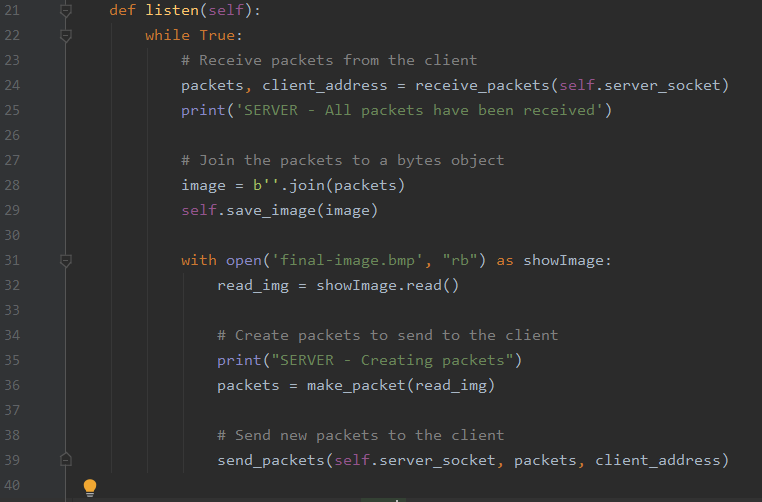 21 def listen(self):
22 while True:
23 # Receive packets from the client
24 packets, client_address = receive_packets(self.server_socket)
25 print('SERVER - All packets have been received')
26
27 # Join the packets to a bytes object
28 image = b''.join(packets)
29 self.save_image(image)
30
31 with open('final-image.bmp', "rb") as showImage:
32 read_img = showImage.read()
33
34 # Create packets to send to the client
35 print("SERVER - Creating packets")
36 packets = make_packet(read_img)
37
38 # Send new packets to the client
39 send_packets(self.server_socket, packets, client_address)
40